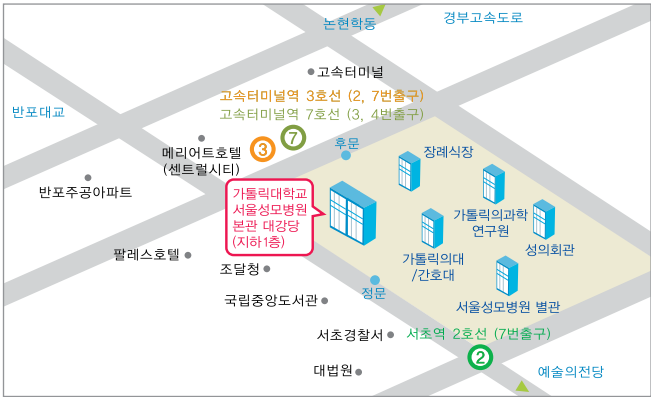 논현학동
경부고속도로
고속터미널
고속터미널역 3호선 (2, 7번출구)
고속터미널역 7호선 (3, 4번출구)
반포대교
7
3
후문
장례식장
메리어트호텔
(센트럴시티)
반포주공아파트
가톨릭대학교
서울성모병원
본관 대강당
(지하1층)
가톨릭의과학
연구원
성의회관
가톨릭의대
/간호대
팔레스호텔
조달청
정문
국립중앙도서관
서울성모병원 별관
서초경찰서
서초역 2호선 (7번출구)
2
대법원
예술의전당